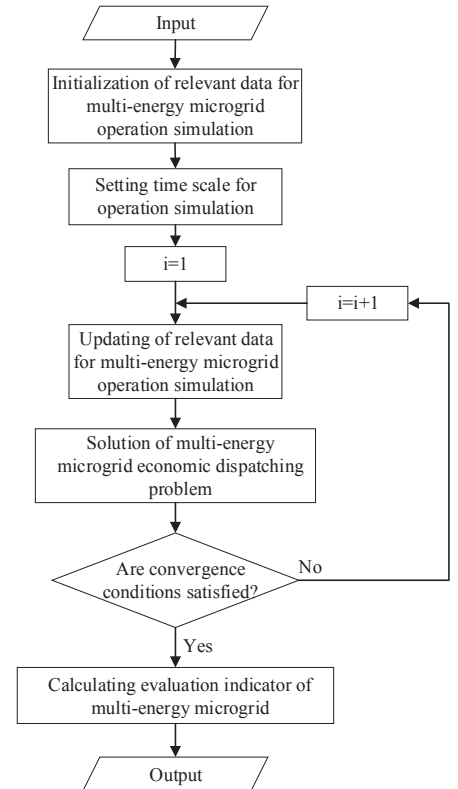 Input
Initialization of relevant data for
multi-energy microgrid
operation simulation
Setting time scale for
operation simulation
i=1
i=i+1
Updating of relevant data
for multi-energy microgrid
operation simulation
Solution of multi-energy
microgrid economic dispatching
problem
Are convergence
conditions satisfied?
No
Yes
Calculating evaluation indicator of
multi-energy microgrid
Output